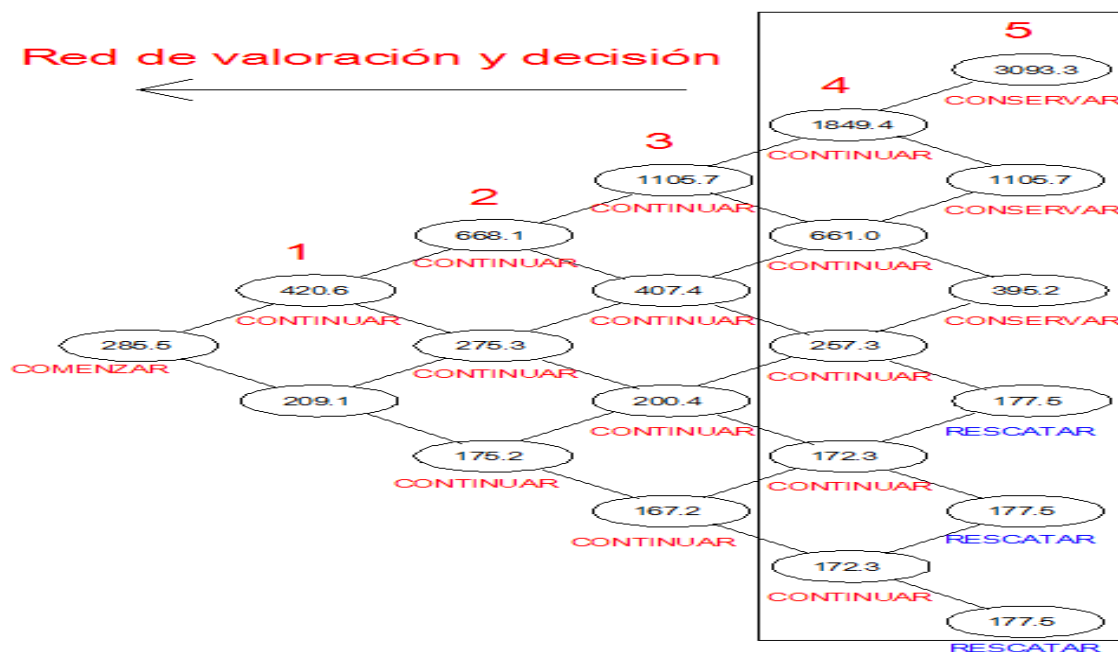 5
Red de valoración y decisión
3093.3
4
CONSERVAR
1849.4
3
CONTINUAR
1105.7
1105.7
2
CONTINUAR
CONSERVAR
668.1
661.0
1
CONTINUAR
CONTINUAR
420.6
407.4
395.2
CONTINUAR
CONTINUAR
CONSERVAR
285.5
275.3
257.3
COMENZAR
CONTINUAR
CONTINUAR
209.1
200.4
177.5
CONTINUAR
RESCATAR
175.2
172.3
CONTINUAR
CONTINUAR
167.2
177.5
CONTINUAR
RESCATAR
172.3
CONTINUAR
177.5
RESCATAR